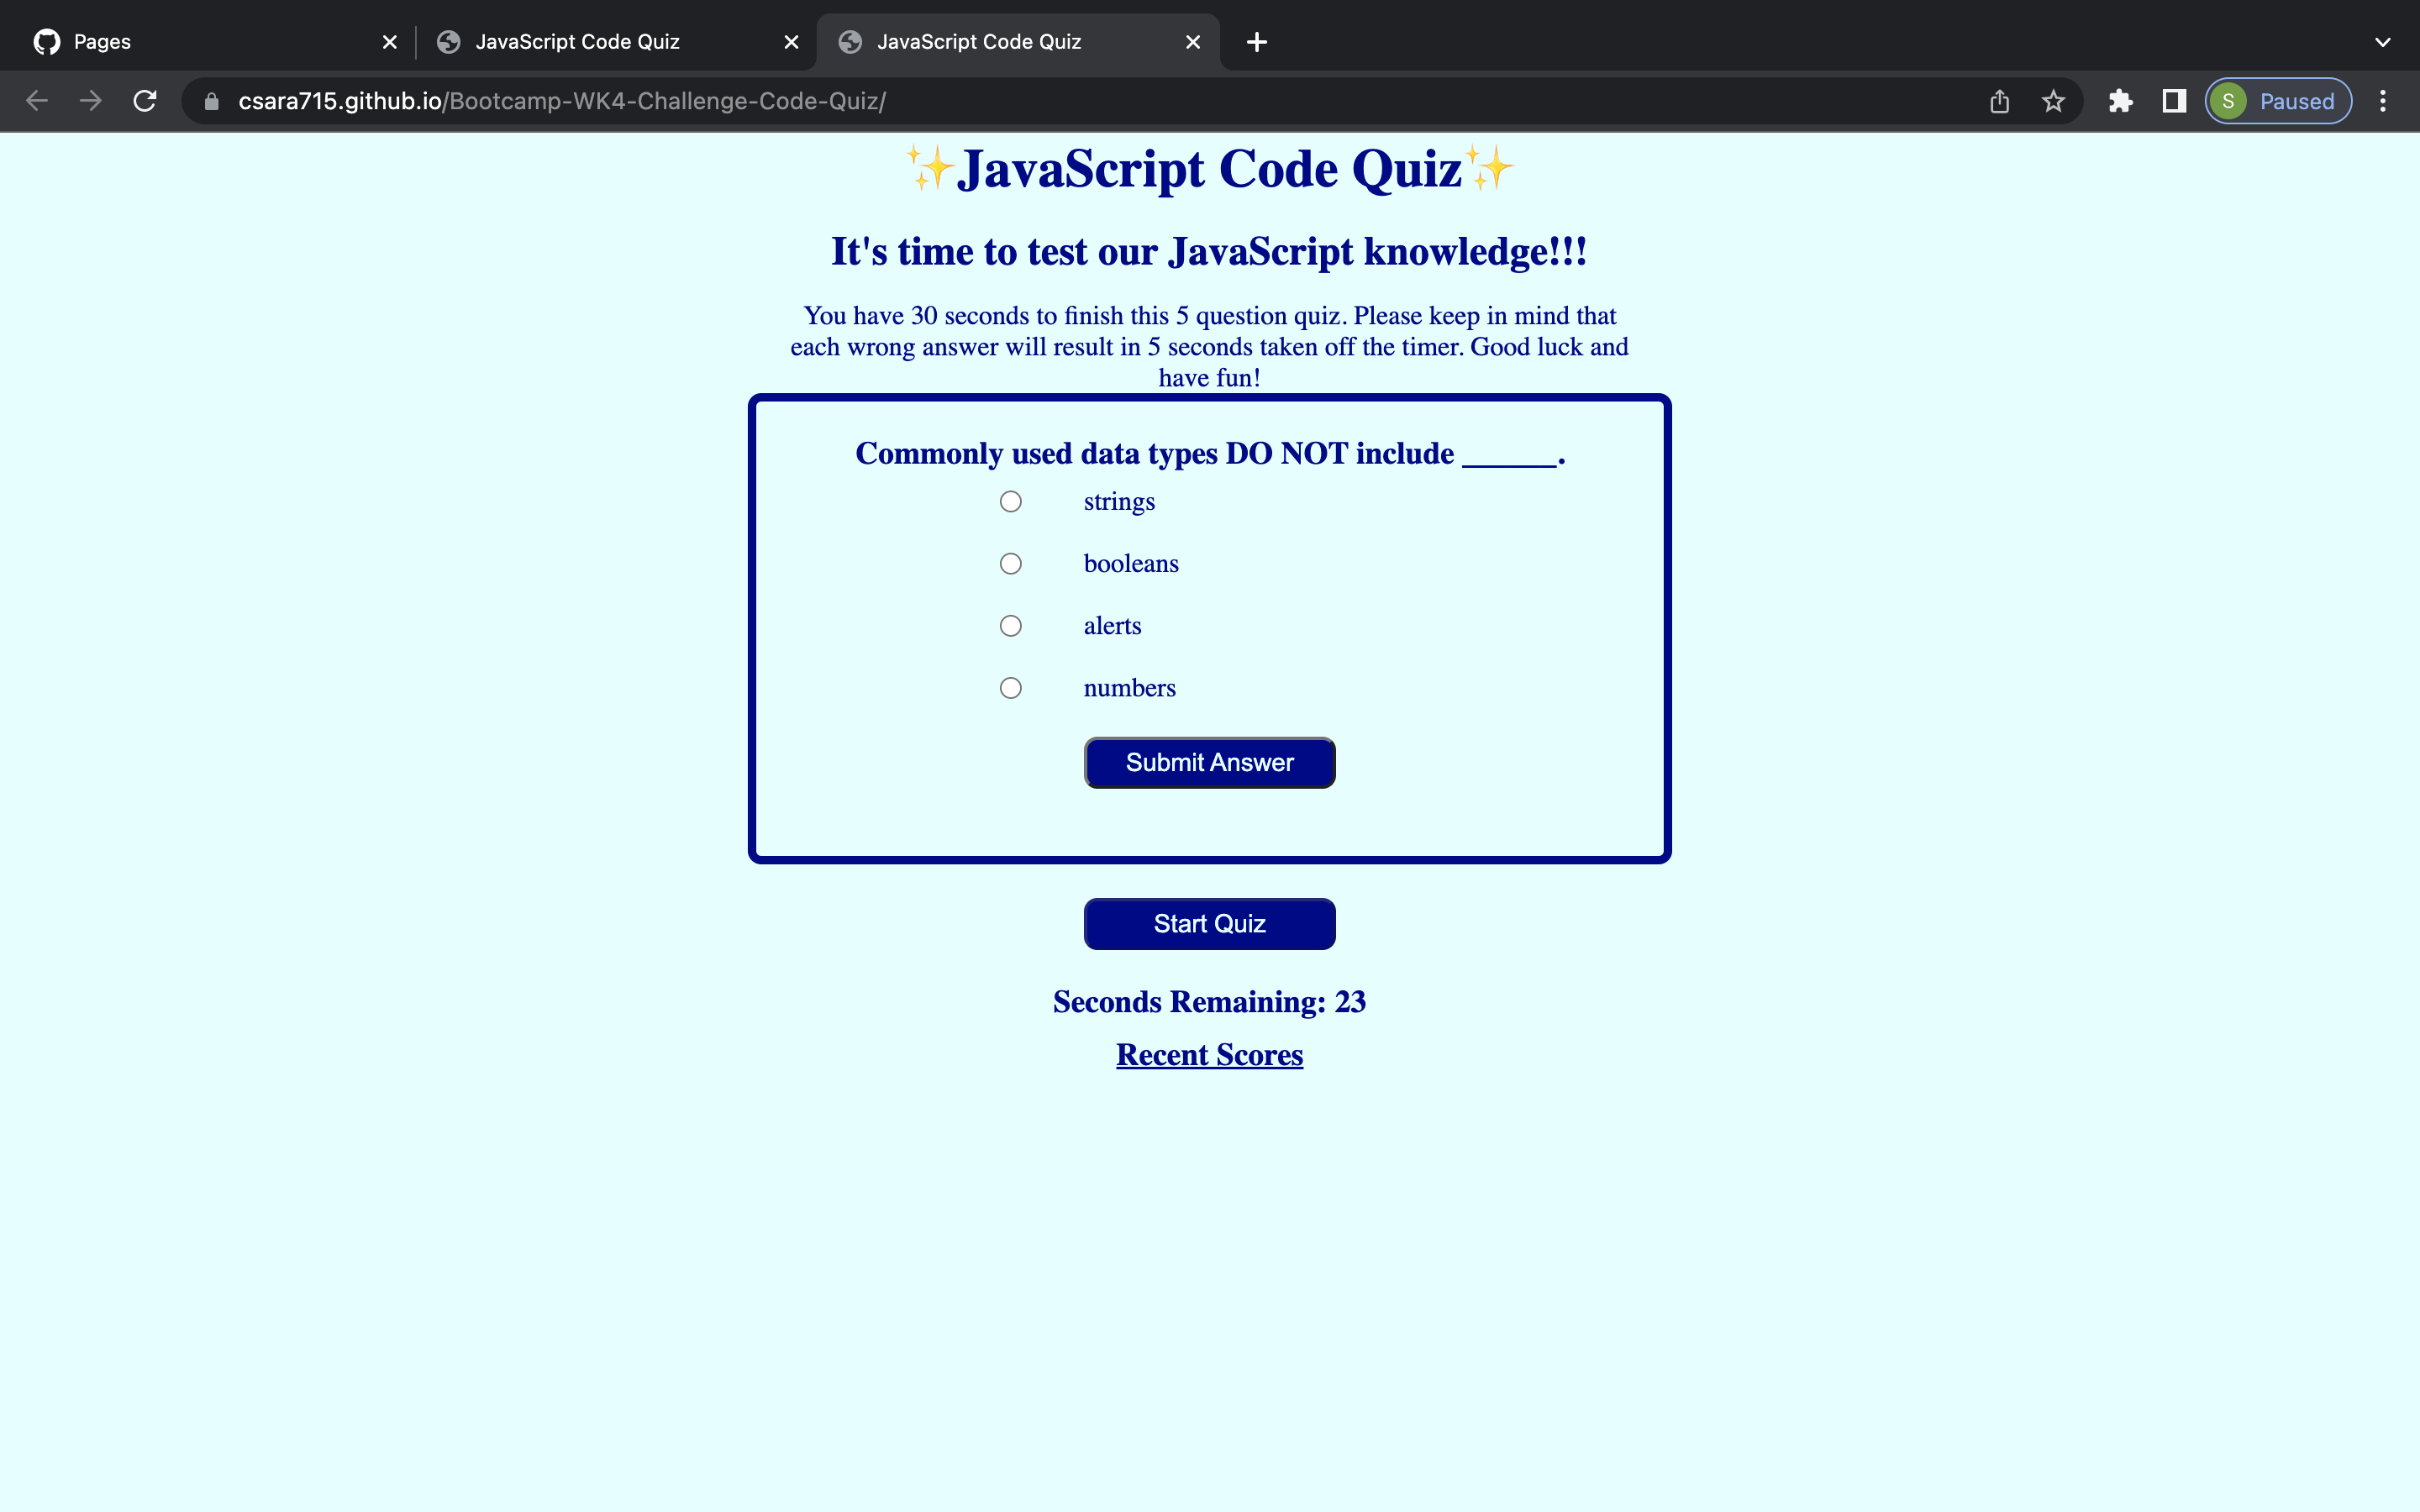 Pages
JavaScript Code Quiz
JavaScript Code Quiz
csara715.github.io/Bootcamp-WK4-Challenge-Code-Quiz/
S
Paused
✨JavaScript Code Quiz✨
It's time to test our JavaScript knowledge!!!
You have 30 seconds to finish this 5 question quiz. Please keep in mind that
each wrong answer will result in 5 seconds taken off the timer. Good luck and
have fun!
Commonly used data types DO NOT include ______.
strings
booleans
alerts
numbers
Submit Answer
Start Quiz
Seconds Remaining: 23
Recent Scores